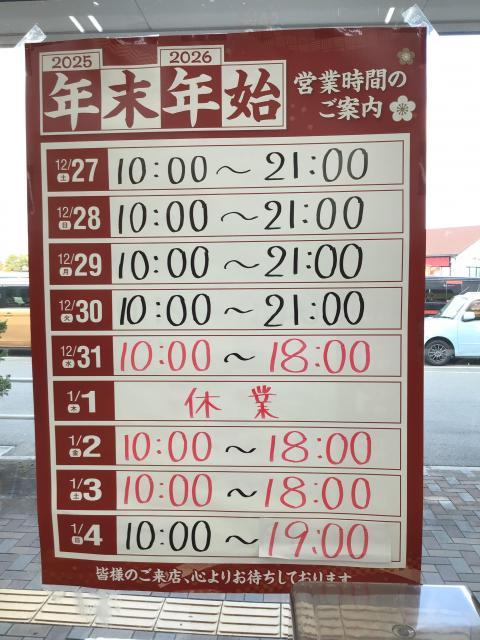 2025 2026
年末年始
営業時間の
ご案内
12/27 土 10:00～21:00
12/28 日 10:00～21:00
12/29 月 10:00～21:00
12/30 火 10:00～21:00
12/31 水 10:00～18:00
1/1 木 休業
1/2 金 10:00～18:00
1/3 土 10:00～18:00
1/4 日 10:00～19:00
皆様のご来店、心よりお待ちしております